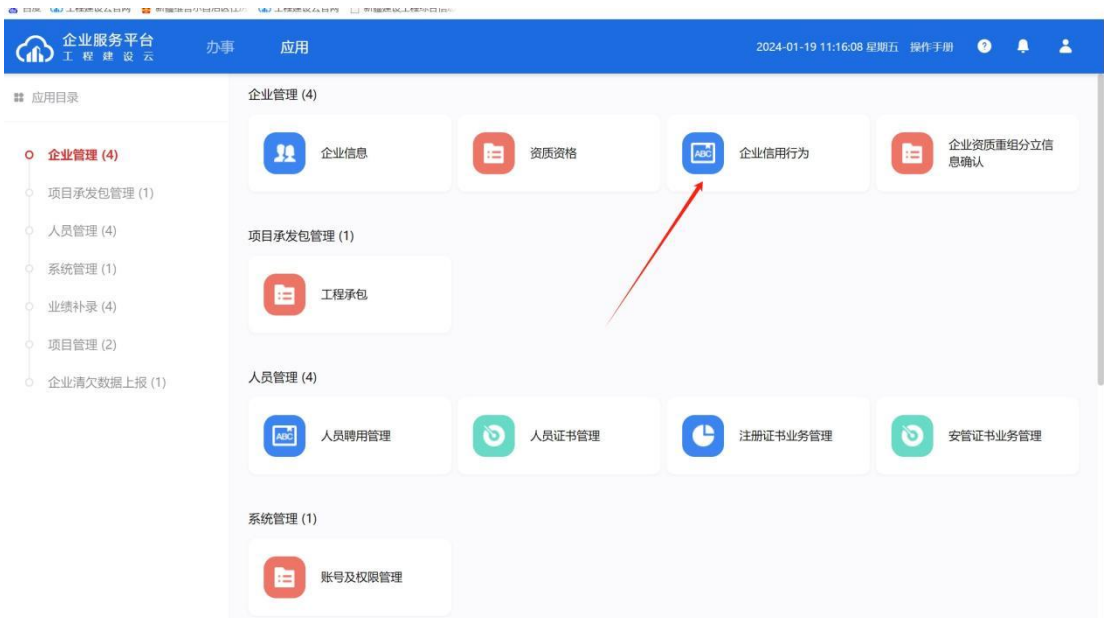 企业服务平台
工程建设云
办事
应用
2024-01-19 11:16:08 星期五
操作手册
?
应用目录
企业管理 (4)
项目承发包管理 (1)
人员管理 (4)
系统管理 (1)
业绩补录 (4)
项目管理 (2)
企业清欠数据上报 (1)
企业管理 (4)
企业信息
资质资格
ABC
企业信用行为
企业资质重组分立信
息确认
项目承发包管理 (1)
工程承包
人员管理 (4)
ABC
人员聘用管理
人员证书管理
注册证书业务管理
安管证书业务管理
系统管理 (1)
账号及权限管理